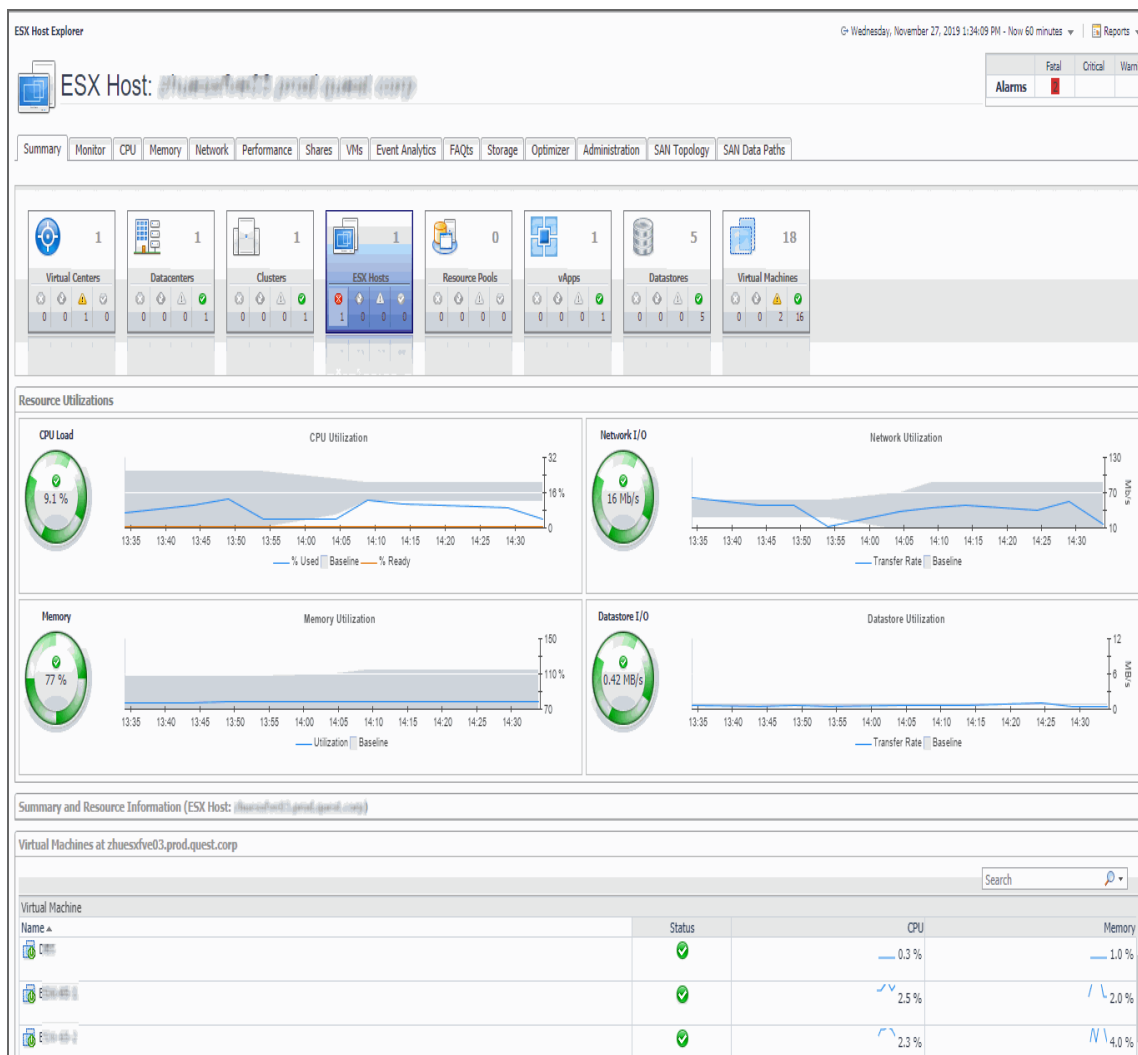 ESX Host Explorer
Wednesday, November 27, 2019 1:34:09 PM - Now 60 minutes
Reports
ESX Host:
Fatal Critical Warn
Alarms 2
Summary Monitor CPU Memory Network Performance Shares VMs Event Analytics FAQts Storage Optimizer Administration SAN Topology SAN Data Paths
1 1 1 1 0 1 5 18
Virtual Centers Datacenters Clusters ESX Hosts Resource Pools vApps Datastores Virtual Machines
0 0 1 0 0 0 0 1 0 0 0 1 1 0 0 0 0 0 0 0 0 0 0 1 0 0 0 5 0 0 2 16
Resource Utilizations
CPU Load
9.1 %
CPU Utilization
32
16 %
0
13:35 13:40 13:45 13:50 13:55 14:00 14:05 14:10 14:15 14:20 14:25 14:30
% Used Baseline % Ready
Network I/O
16 Mb/s
Network Utilization
130
70
10
Mb/s
13:35 13:40 13:45 13:50 13:55 14:00 14:05 14:10 14:15 14:20 14:25 14:30
Transfer Rate Baseline
Memory
77 %
Memory Utilization
150
110 %
70
13:35 13:40 13:45 13:50 13:55 14:00 14:05 14:10 14:15 14:20 14:25 14:30
Utilization Baseline
Datastore I/O
0.42 MB/s
Datastore Utilization
12
6
0
MB/s
13:35 13:40 13:45 13:50 13:55 14:00 14:05 14:10 14:15 14:20 14:25 14:30
Transfer Rate Baseline
Summary and Resource Information (ESX Host: )
Virtual Machines at zhuesxfve03.prod.quest.corp
Search
Virtual Machine
Name Status CPU Memory
0.3 % 1.0 %
2.5 % 2.0 %
2.3 % 4.0 %